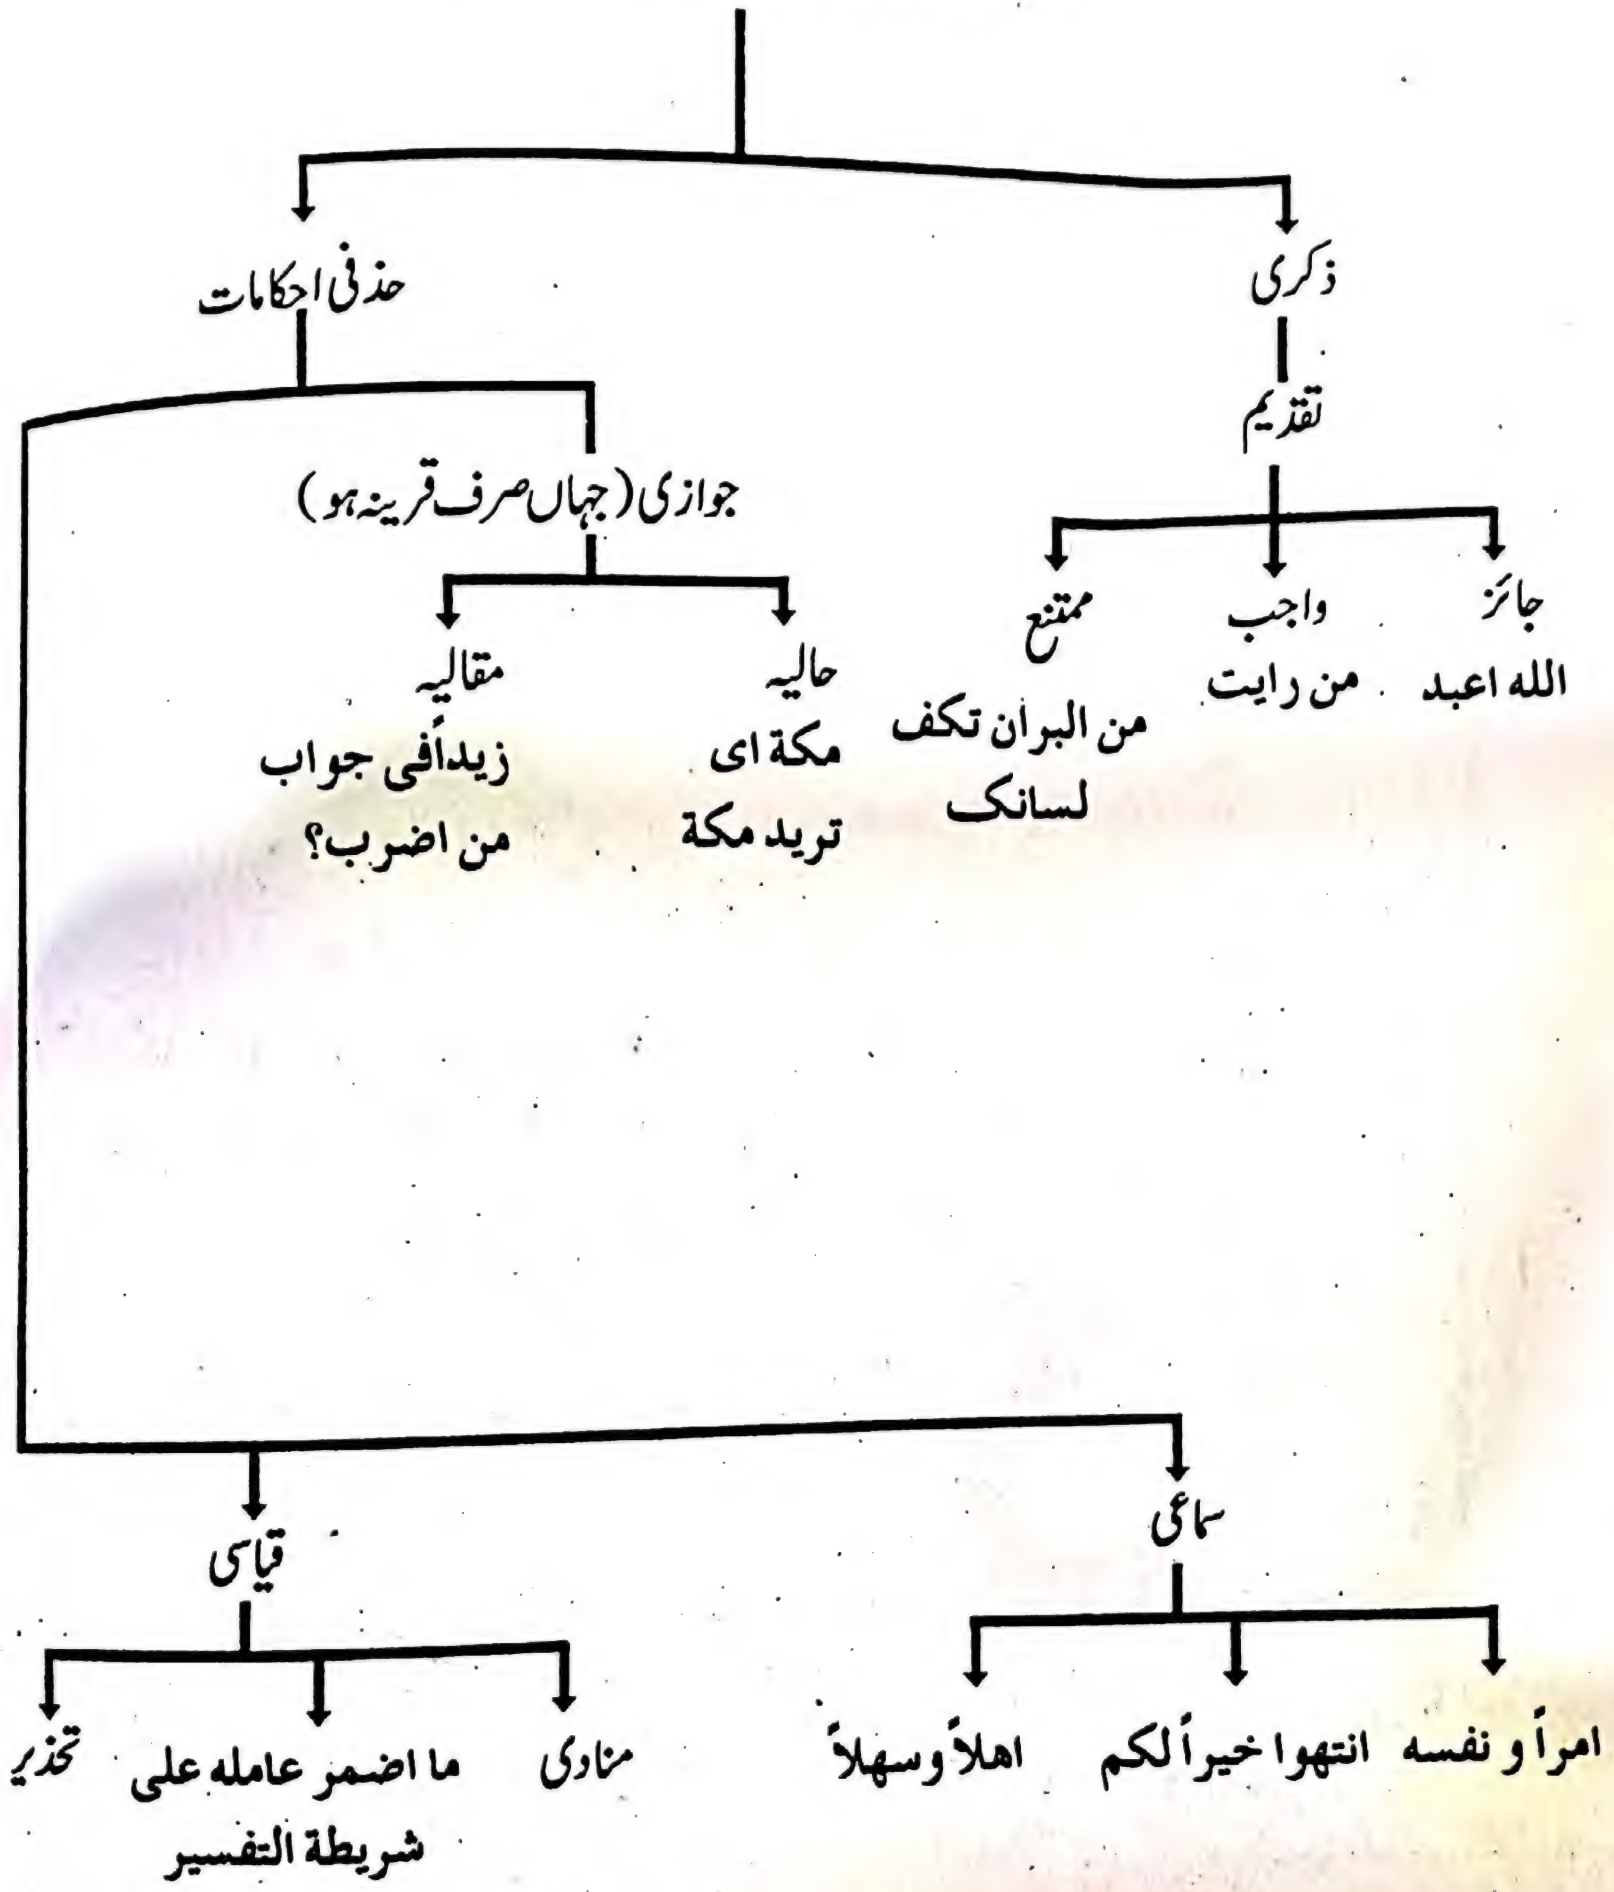 ذکری
حذفی احکامات
تقدیم
جوازی (جہاں صرف قرینہ ہو)
جائز
الله اعبد
واجب
من رایت
ممتنع
من البران تکف
لسانک
حالیہ
مکة ای
ترید مکة
مقالیہ
زیداًفی جواب
من اضرب؟
سماعی
قیاسی
امراً و نفسه
انتهوا خیراً لکم
اهلاً وسهلاً
منادی
ما اضمر عامله علی
شریطة التفسیر
تحذیر